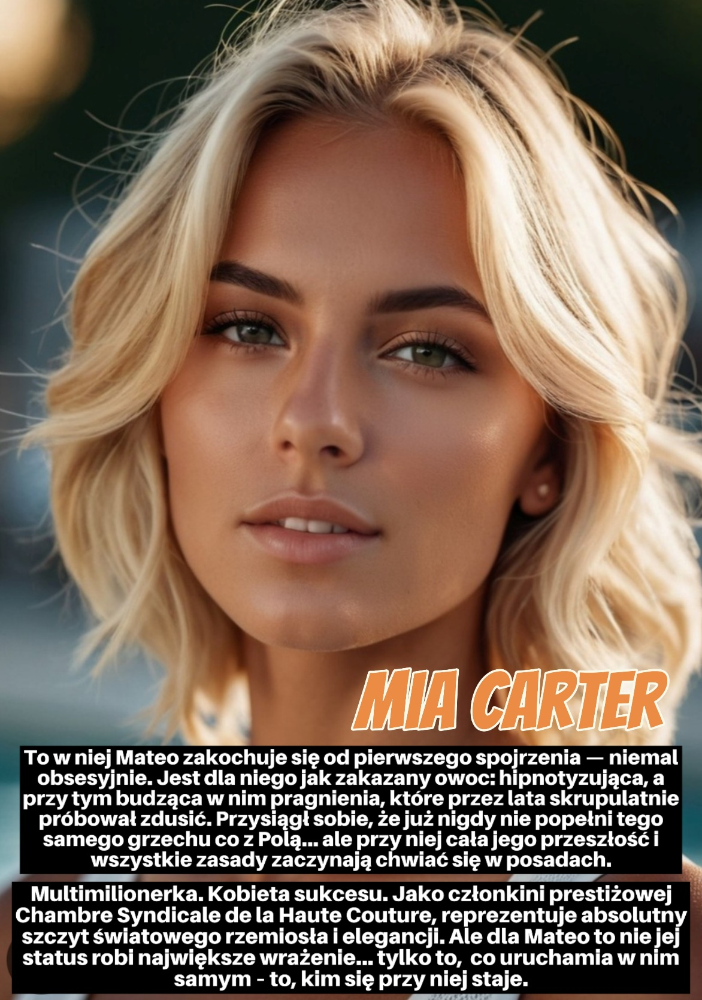 MIA CARTER
To w niej Mateo zakochuje się od pierwszego spojrzenia — niemal
obsesyjnie. Jest dla niego jak zakazany owoc: hipnotyzująca, a
przy tym budząca w nim pragnienia, które przez lata skrupulatnie
próbował zdusić. Przysiągł sobie, że już nigdy nie popełni tego
samego grzechu co z Polą... ale przy niej cała jego przeszłość i
wszystkie zasady zaczynają chwiać się w posadach.
Multimilionerka. Kobieta sukcesu. Jako członkini prestiżowej
Chambre Syndicale de la Haute Couture, reprezentuje absolutny
szczyt światowego rzemiosła i elegancji. Ale dla Mateo to nie jej
status robi największe wrażenie... tylko to, co uruchamia w nim
samym - to, kim się przy niej staje.